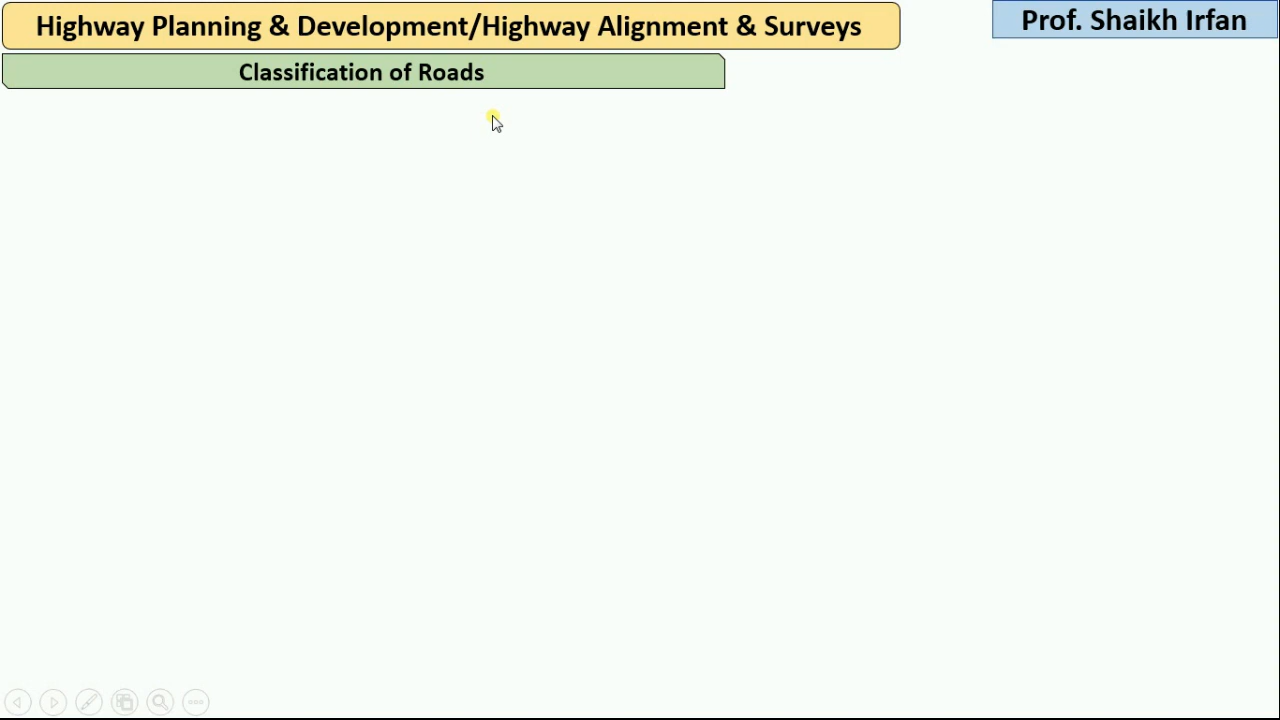 Highway Planning & Development/Highway Alignment & Surveys
Prof. Shaikh Irfan
Classification of Roads